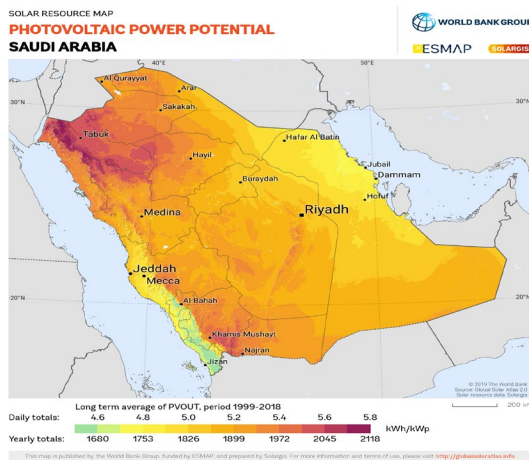 SOLAR RESOURCE MAP
PHOTOVOLTAIC POWER POTENTIAL
SAUDI ARABIA
WORLD BANK GROUP
ESMAP
SOLARGIS
40°E
50°E
Al Qurayyat
Arar
30°N
30°N
Sakakah
Tabuk
Hafar Al Batin
Hayil
Jubail
Buraydah
Dammam
Hofuf
Medina
Riyadh
Jeddah
Mecca
20°N
20°N
Al Bahah
Khamis Mushayt
Najran
Jizan
© 2019 The World Bank
Source: Global Solar Atlas 2.0
Solar resource data: Solargis
Long term average of PVOUT, period 1999-2018
200 km
Daily totals: 4.6 4.8 5.0 5.2 5.4 5.6 5.8
kWh/kWp
Yearly totals: 1680 1753 1826 1899 1972 2045 2118
This map is published by the World Bank Group, funded by ESMAP, and prepared by Solargis. For more information and terms of use, please visit http://globalsolaratlas.info.